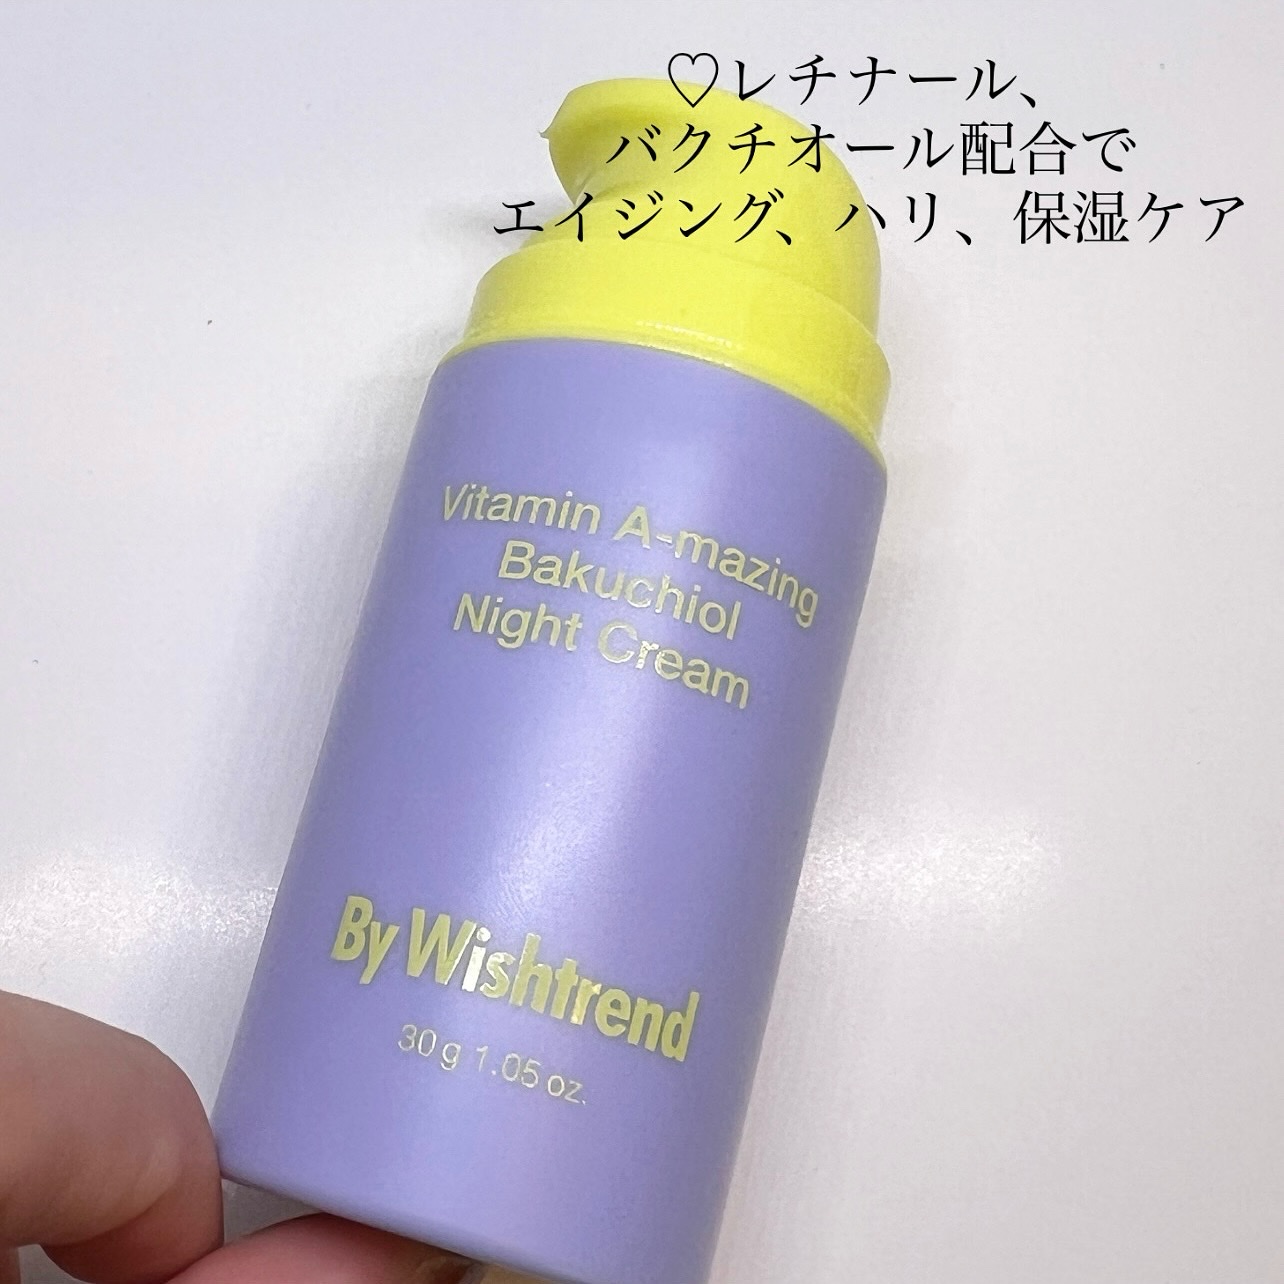 ♡レチナール、
バクチオール配合で
エイジング、ハリ、保湿ケア
Vitamin A-mazing
Bakuchiol
Night Cream
By Wishtrend
30 g 1.05 oz.